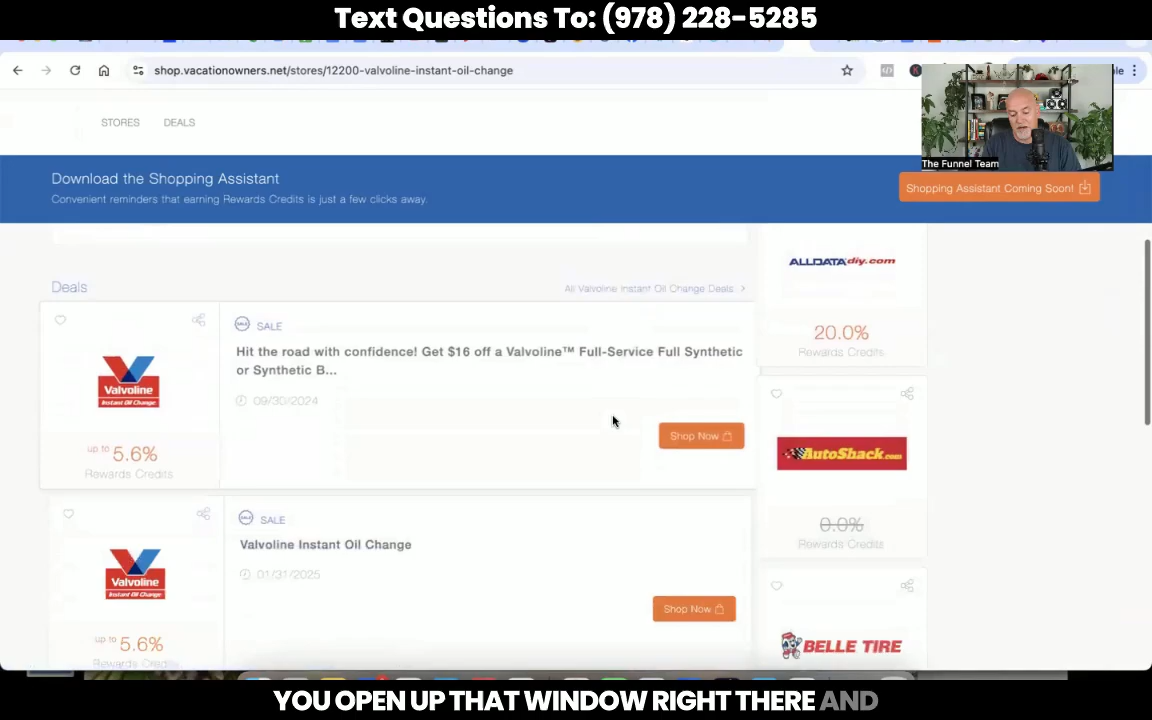 Text Questions To: (978) 228-5285
shop.vacationowners.net/stores/12200-valvoline-instant-oil-change
STORES
DEALS
The Funnel Team
Download the Shopping Assistant
Convenient reminders that earning Rewards Credits is just a few clicks away.
Shopping Assistant Coming Soon!
Deals
All Valvoline Instant Oil Change Deals
SALE
Hit the road with confidence! Get $16 off a Valvoline™ Full-Service Full Synthetic
or Synthetic B...
09/30/2024
Shop Now
Valvoline
Instant Oil Change
up to 5.6%
Rewards Credits
SALE
Valvoline Instant Oil Change
01/31/2025
Shop Now
Valvoline
Instant Oil Change
up to 5.6%
Rewards Credits
ALLDATAdiy.com
20.0%
Rewards Credits
AutoShack.com
0.0%
Rewards Credits
BELLE TIRE
YOU OPEN UP THAT WINDOW RIGHT THERE AND